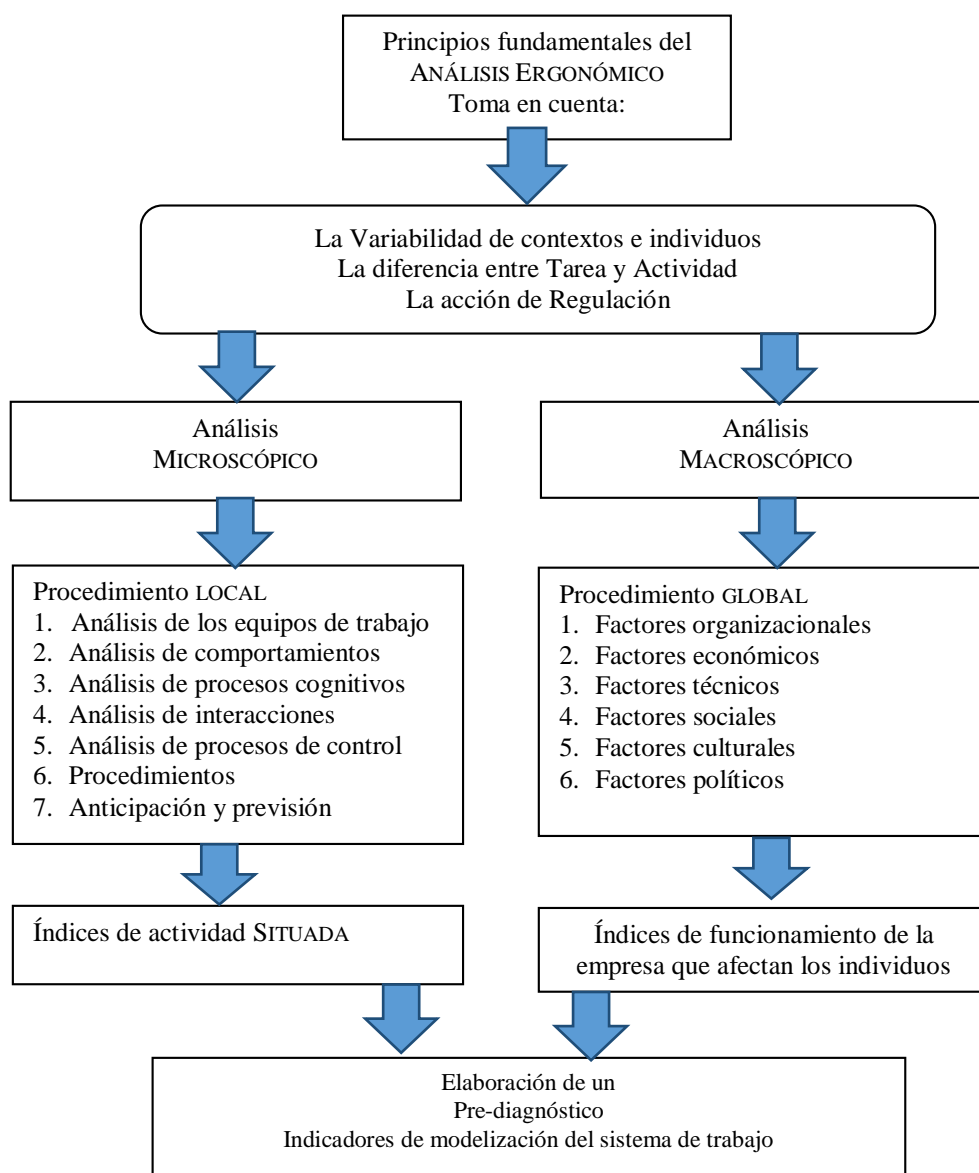 Principios fundamentales del
ANÁLISIS ERGONÓMICO
Toma en cuenta:
La Variabilidad de contextos e individuos
La diferencia entre Tarea y Actividad
La acción de Regulación
Análisis
MICROSCÓPICO
Análisis
MACROSCÓPICO
Procedimiento LOCAL
1. Análisis de los equipos de trabajo
2. Análisis de comportamientos
3. Análisis de procesos cognitivos
4. Análisis de interacciones
5. Análisis de procesos de control
6. Procedimientos
7. Anticipación y previsión
Procedimiento GLOBAL
1. Factores organizacionales
2. Factores económicos
3. Factores técnicos
4. Factores sociales
5. Factores culturales
6. Factores políticos
Índices de actividad SITUADA
Índices de funcionamiento de la
empresa que afectan los individuos
Elaboración de un
Pre-diagnóstico
Indicadores de modelización del sistema de trabajo